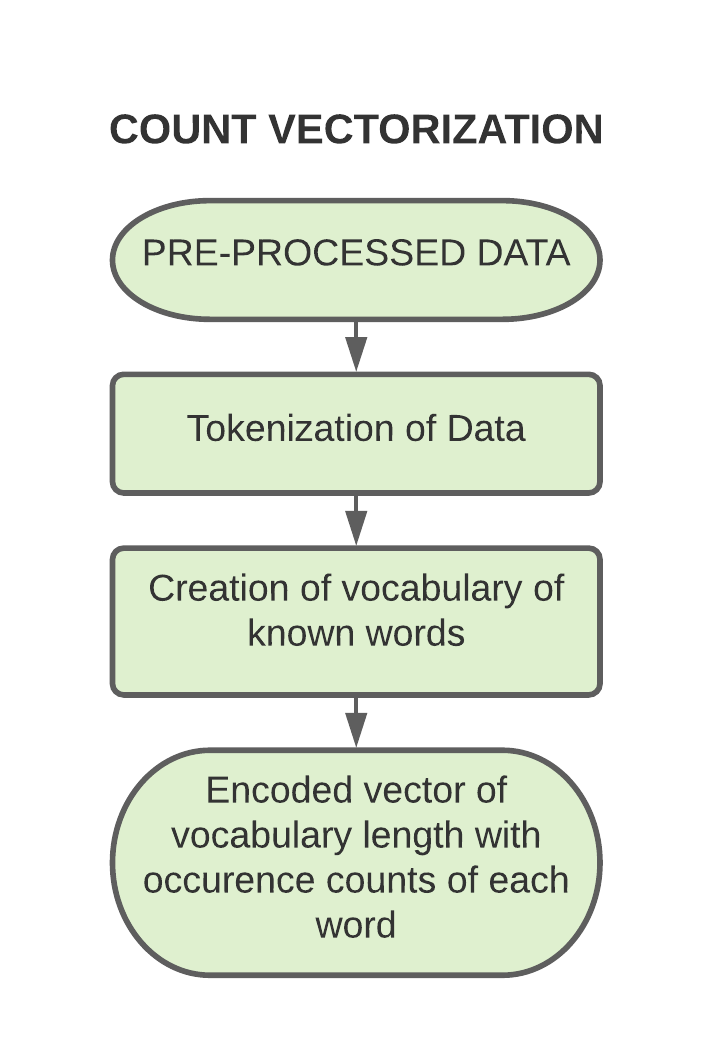 COUNT VECTORIZATION
PRE-PROCESSED DATA
Tokenization of Data
Creation of vocabulary of
known words
Encoded vector of
vocabulary length with
occurence counts of each
word